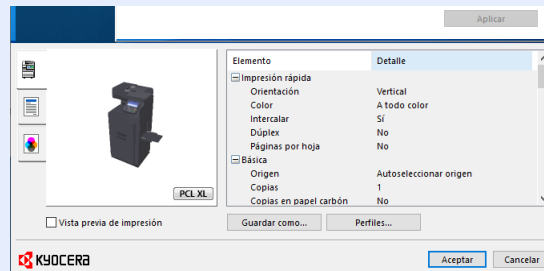 Aplicar
Elemento Detalle
Impresión rápida
Orientación Vertical
Color A todo color
Intercalar Sí
Dúplex No
Páginas por hoja No
Básica
Origen Autoseleccionar origen
Copias 1
Copias en papel carbón No
PCL XL
Vista previa de impresión Guardar como... Perfiles...
KYOCERA Aceptar Cancelar